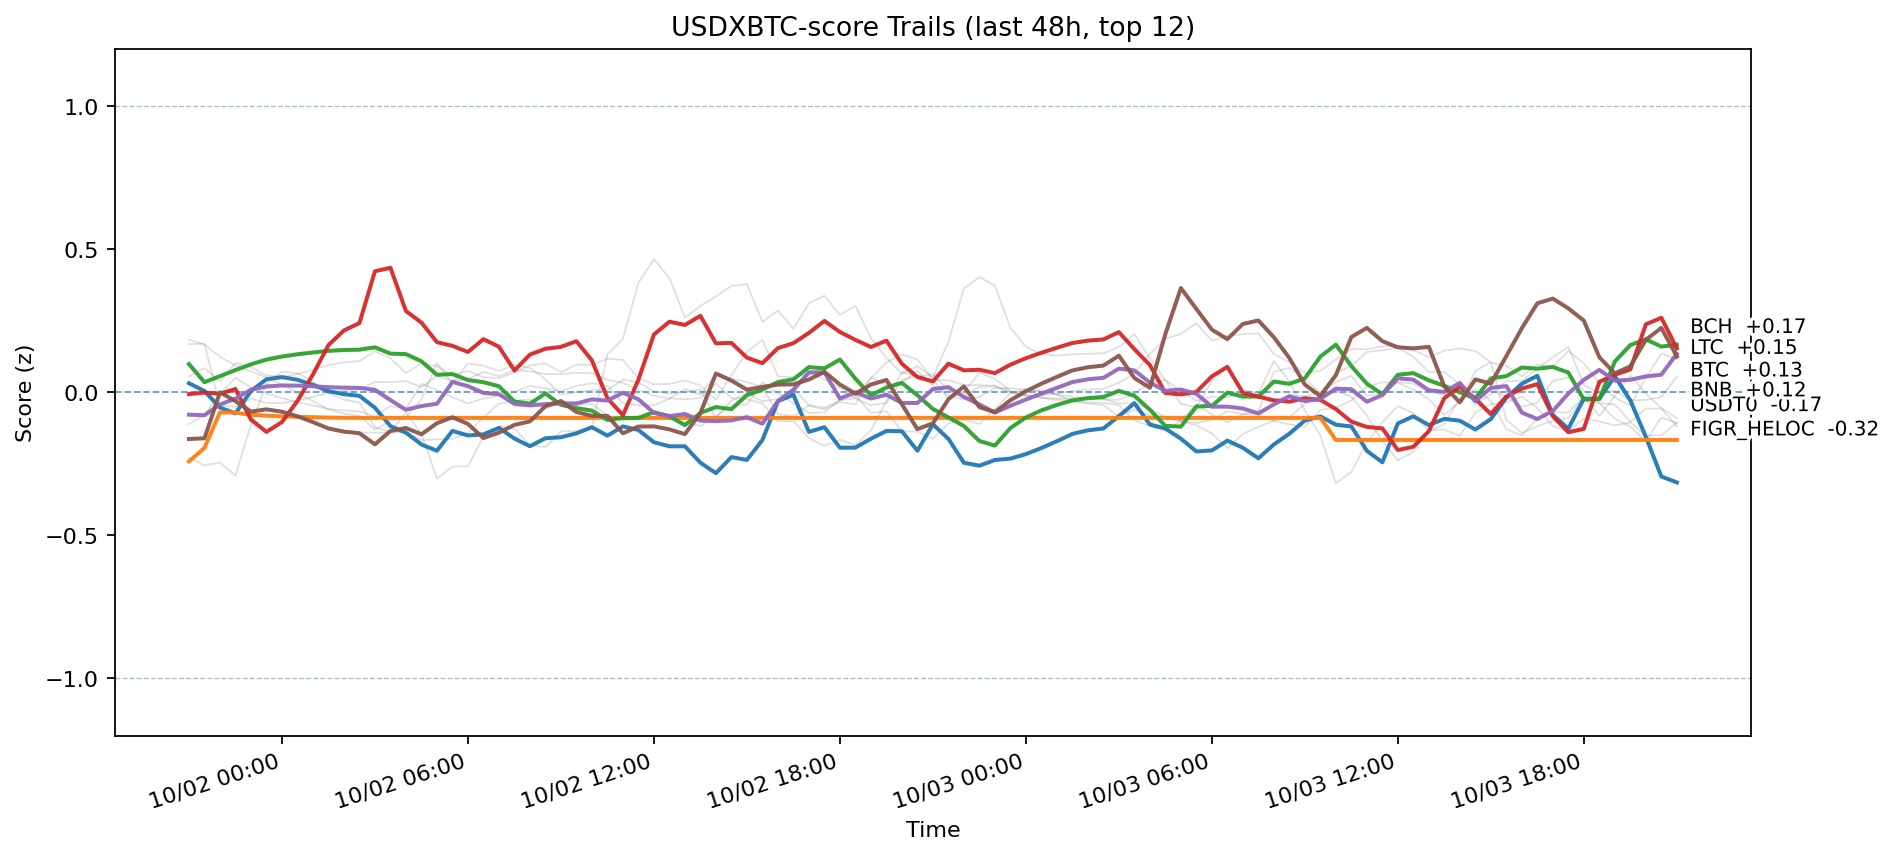 USDXBTC-score Trails (last 48h, top 12)
Score (z)
1.0
0.5
0.0
−0.5
−1.0
BCH +0.17
LTC +0.15
BTC +0.13
BNB +0.12
USDT0 -0.17
FIGR_HELOC -0.32
10/02 00:00
10/02 06:00
10/02 12:00
10/02 18:00
10/03 00:00
10/03 06:00
10/03 12:00
10/03 18:00
Time